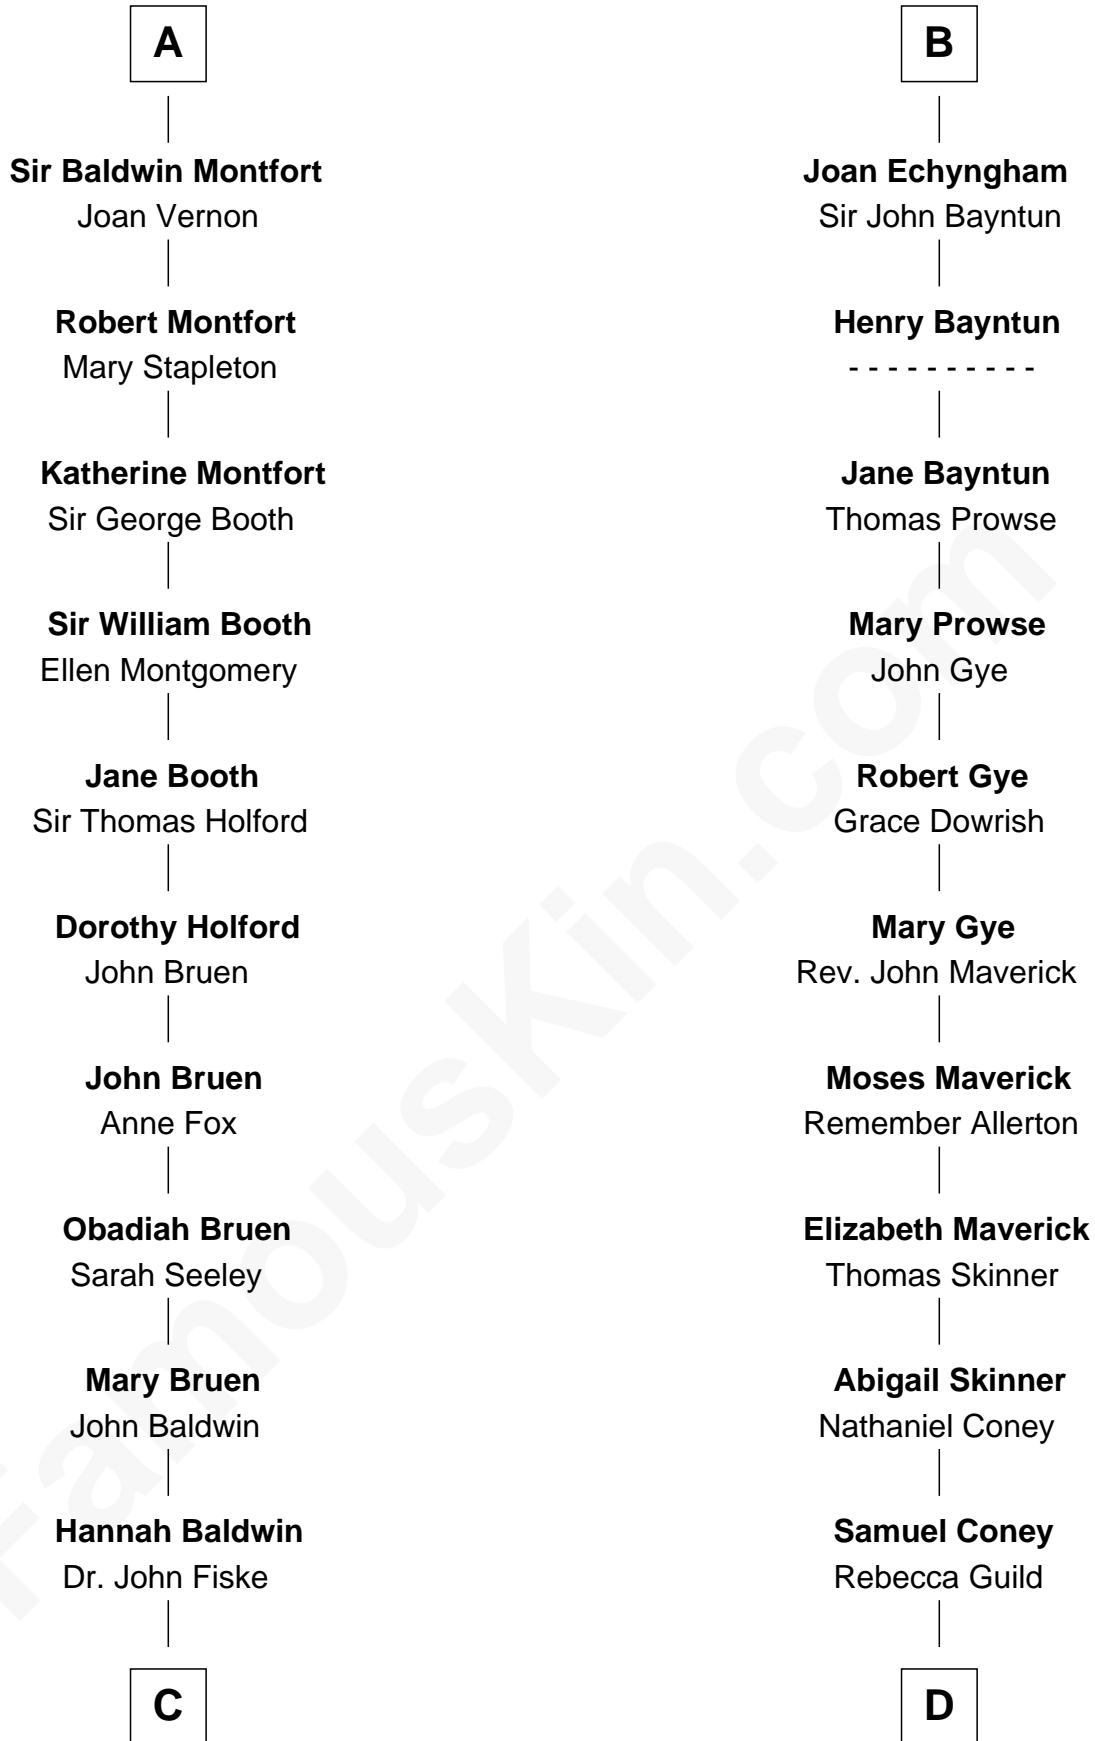 A
Sir Baldwin Montfort
Joan Vernon
Robert Montfort
Mary Stapleton
Katherine Montfort
Sir George Booth
Sir William Booth
Ellen Montgomery
Jane Booth
Sir Thomas Holford
Dorothy Holford
John Bruen
John Bruen
Anne Fox
Obadiah Bruen
Sarah Seeley
Mary Bruen
John Baldwin
Hannah Baldwin
Dr. John Fiske
C
B
Joan Echyngham
Sir John Bayntun
Henry Bayntun
- - - - - - - - - -
Jane Bayntun
Thomas Prowse
Mary Prowse
John Gye
Robert Gye
Grace Dowrish
Mary Gye
Rev. John Maverick
Moses Maverick
Remember Allerton
Elizabeth Maverick
Thomas Skinner
Abigail Skinner
Nathaniel Coney
Samuel Coney
Rebecca Guild
D
FamousKin.com